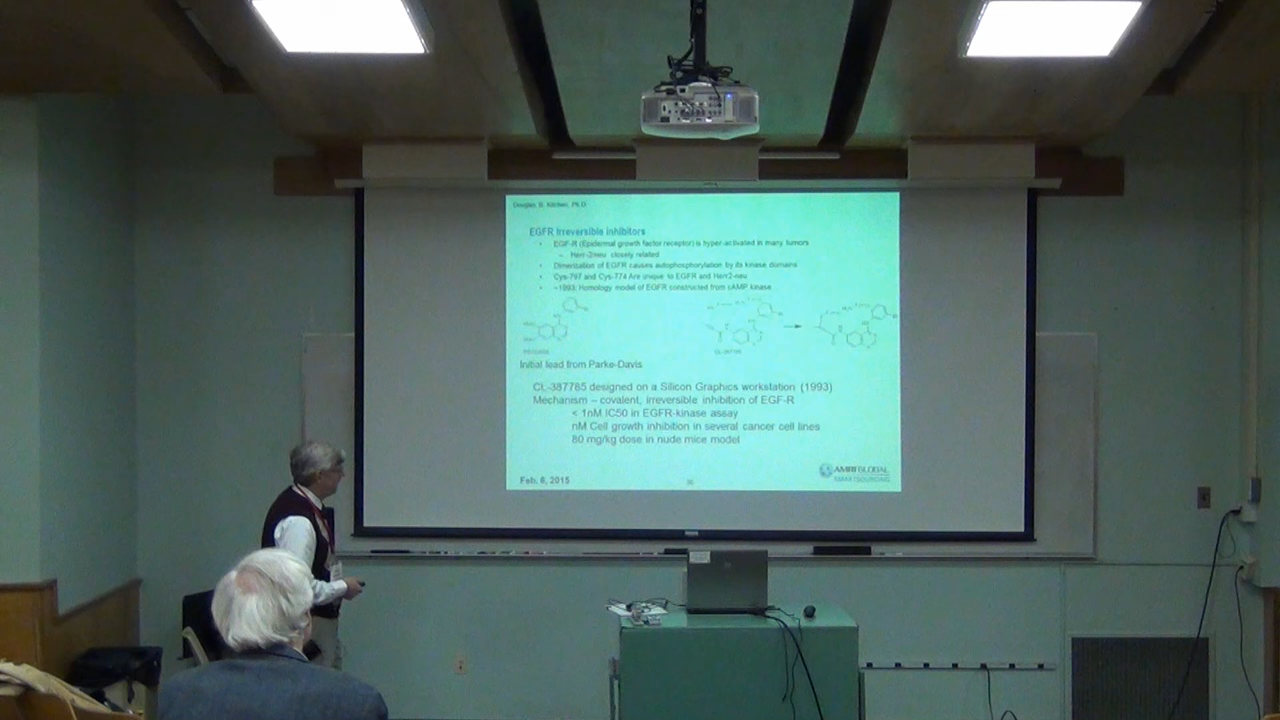 Douglas B. Kitchen, Ph.D.
EGFR Irreversible inhibitors
• EGF-R (Epidermal growth factor receptor) is hyper-activated in many tumors
– Herr-2/neu closely related
• Dimerization of EGFR causes autophosphorylation by its kinase domains
• Cys-797 and Cys-774 Are unique to EGFR and Herr2-neu
• ~1993: Homology model of EGFR constructed from cAMP kinase
CL-387785
Initial lead from Parke-Davis
CL-387785 designed on a Silicon Graphics workstation (1993)
Mechanism – covalent, irreversible inhibition of EGF-R
< 1nM IC50 in EGFR-kinase assay
nM Cell growth inhibition in several cancer cell lines
80 mg/kg dose in nude mice model
AMRI GLOBAL
SMARTSOURCING
Feb. 6, 2015